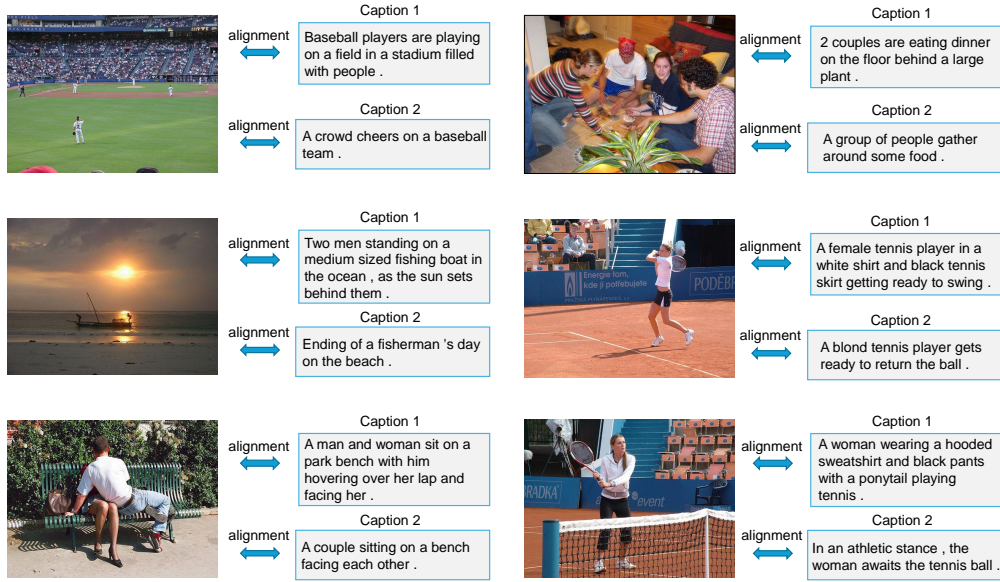 Caption 1
alignment
Baseball players are playing
on a field in a stadium filled
with people .
Caption 2
alignment
A crowd cheers on a baseball
team .
Caption 1
alignment
2 couples are eating dinner
on the floor behind a large
plant .
Caption 2
alignment
A group of people gather
around some food .
Caption 1
alignment
Two men standing on a
medium sized fishing boat in
the ocean , as the sun sets
behind them .
Caption 2
alignment
Ending of a fisherman 's day
on the beach .
Energie tam,
kde ji potřebujete
PODĚB
Caption 1
alignment
A female tennis player in a
white shirt and black tennis
skirt getting ready to swing .
Caption 2
alignment
A blond tennis player gets
ready to return the ball .
Caption 1
alignment
A man and woman sit on a
park bench with him
hovering over her lap and
facing her .
Caption 2
alignment
A couple sitting on a bench
facing each other .
BRADKA
event
Caption 1
alignment
A woman wearing a hooded
sweatshirt and black pants
with a ponytail playing
tennis .
Caption 2
alignment
In an athletic stance , the
woman awaits the tennis ball .